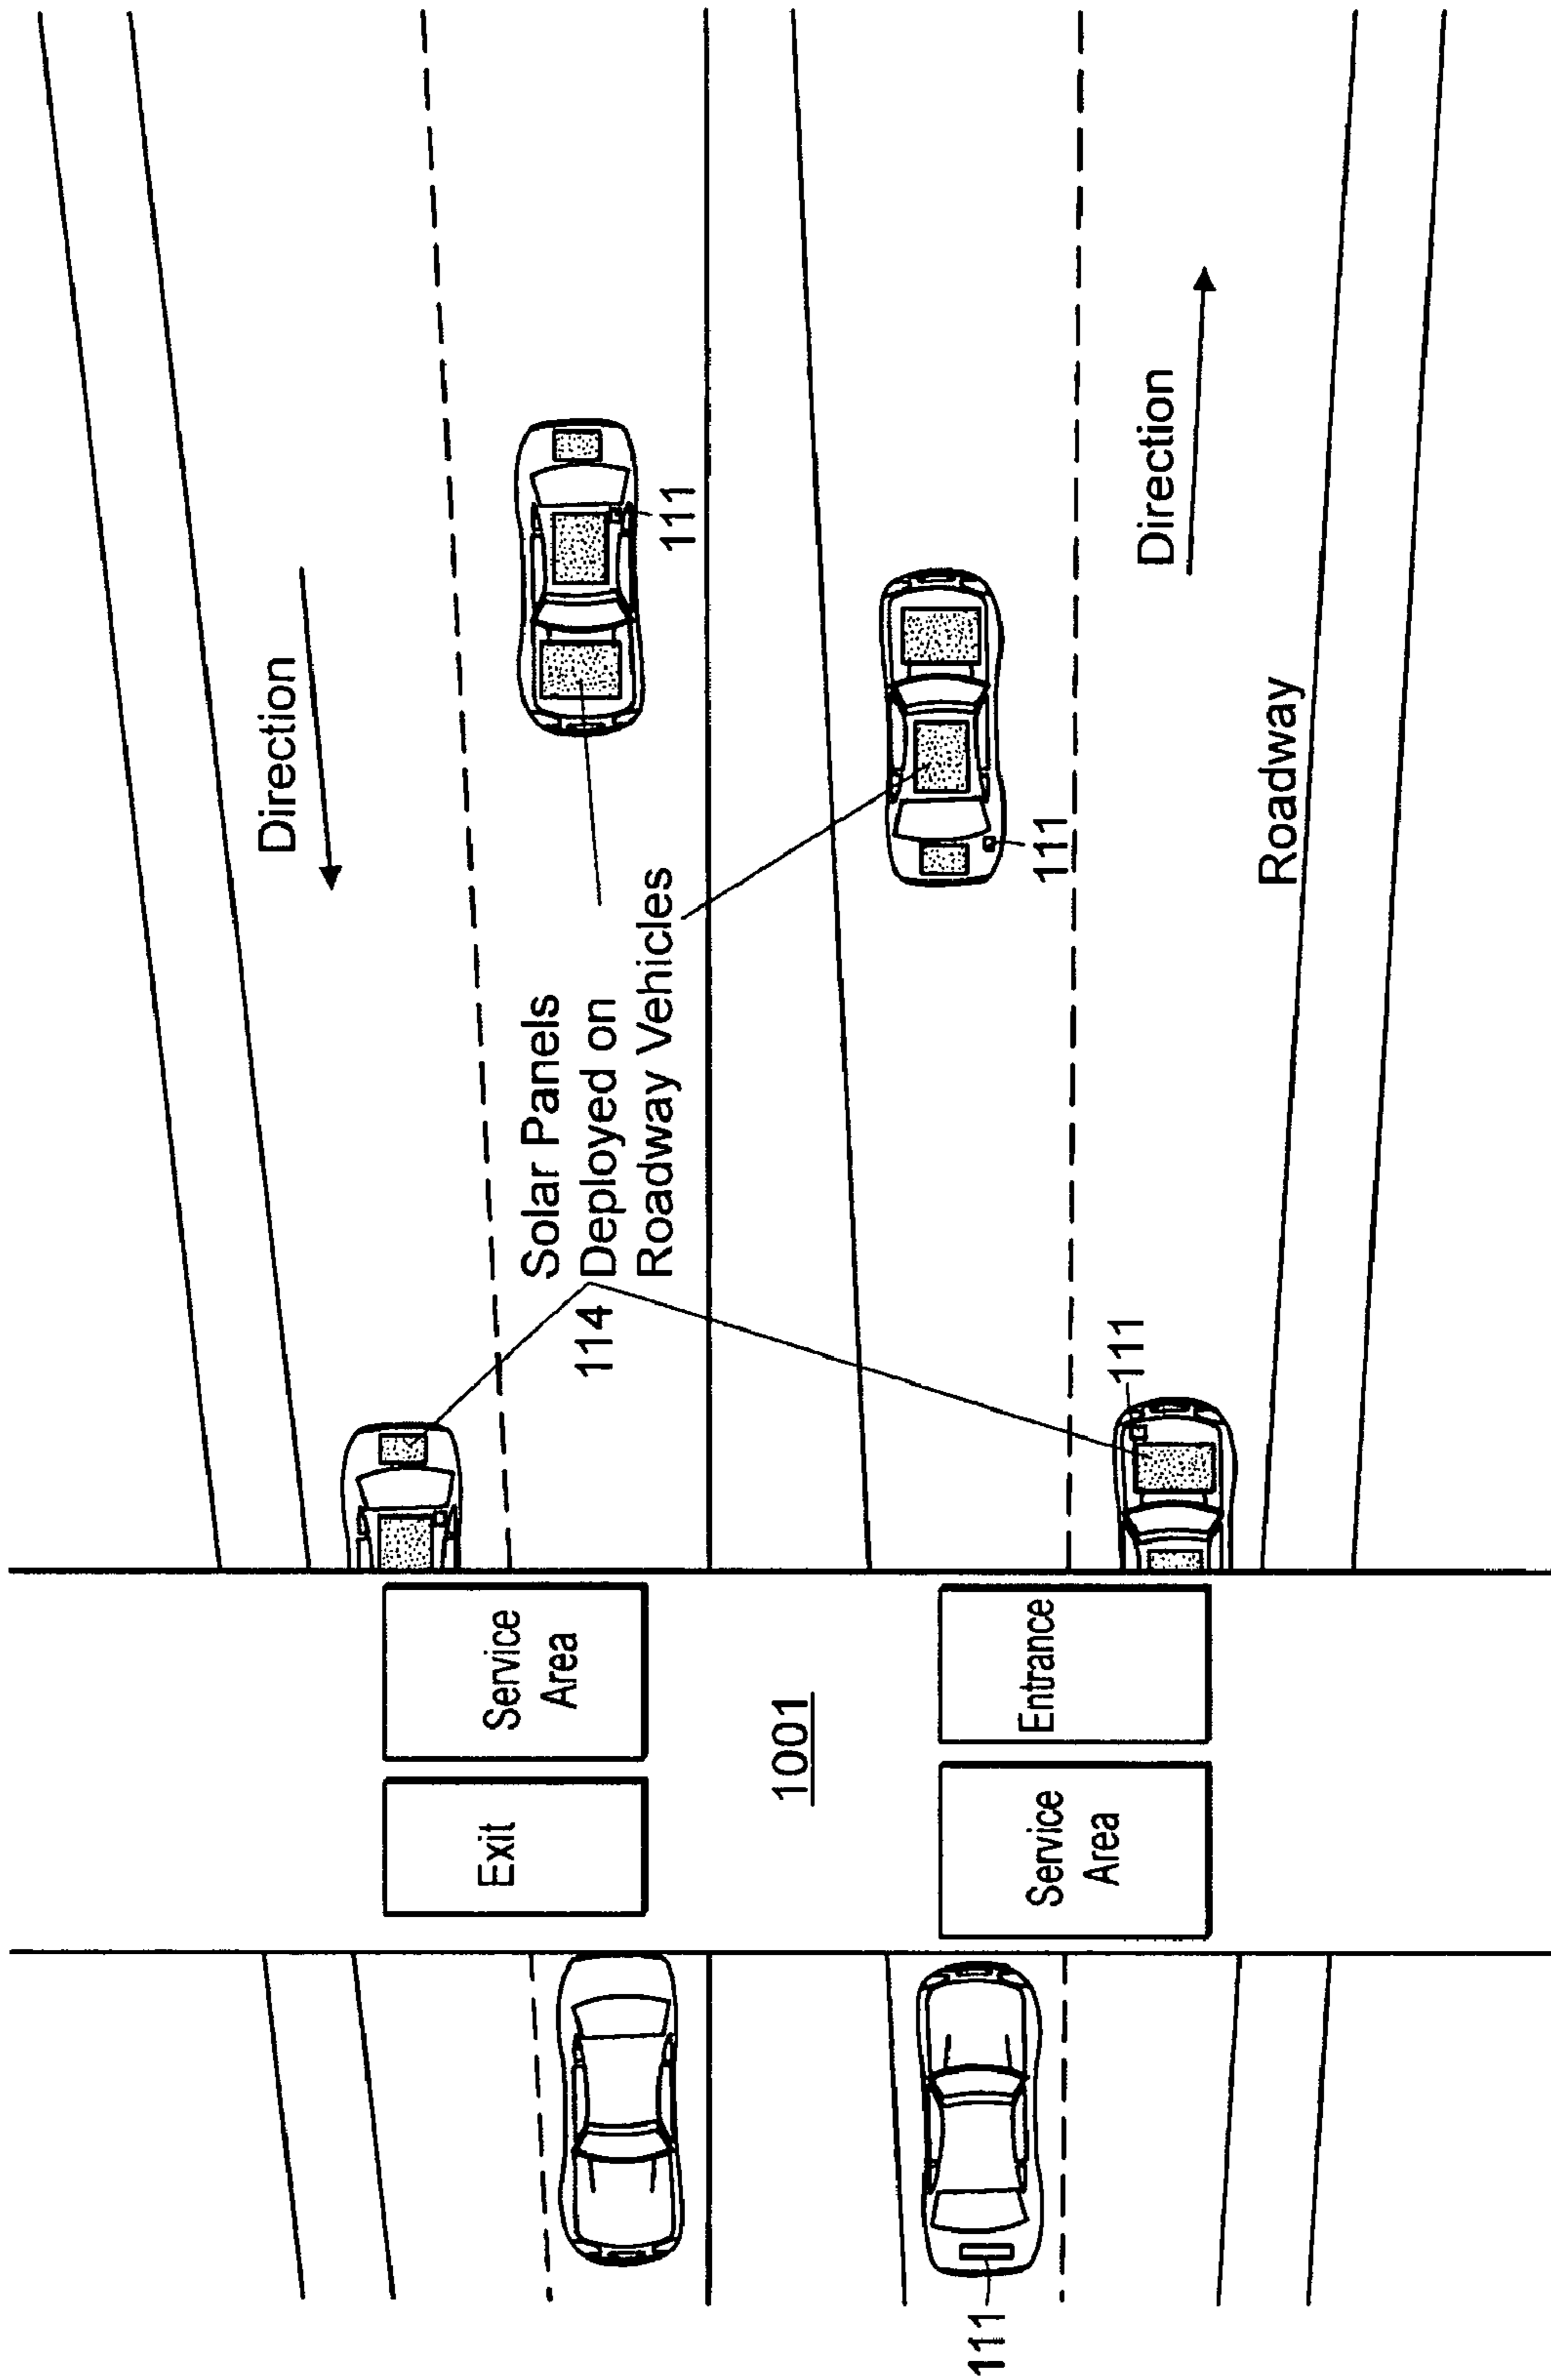 Direction
Solar Panels
Deployed on
Roadway Vehicles
114
111
111
Direction
Roadway
111
Service
Area
Exit
1001
Entrance
Service
Area
111